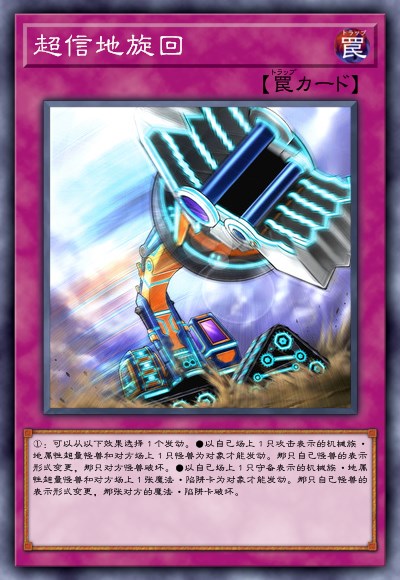 超信地旋回
トラップ
罠
トラップ
【罠カード】
①：可以从以下效果选择1个发动。●以自己场上1只攻击表示的机械族·
地属性超量怪兽和对方场上1只怪兽为对象才能发动。那只自己怪兽的表示
形式变更，那只对方怪兽破坏。●以自己场上1只守备表示的机械族·地属
性超量怪兽和对方场上1张魔法·陷阱卡为对象才能发动。那只自己怪兽的
表示形式变更，那张对方的魔法·陷阱卡破坏。